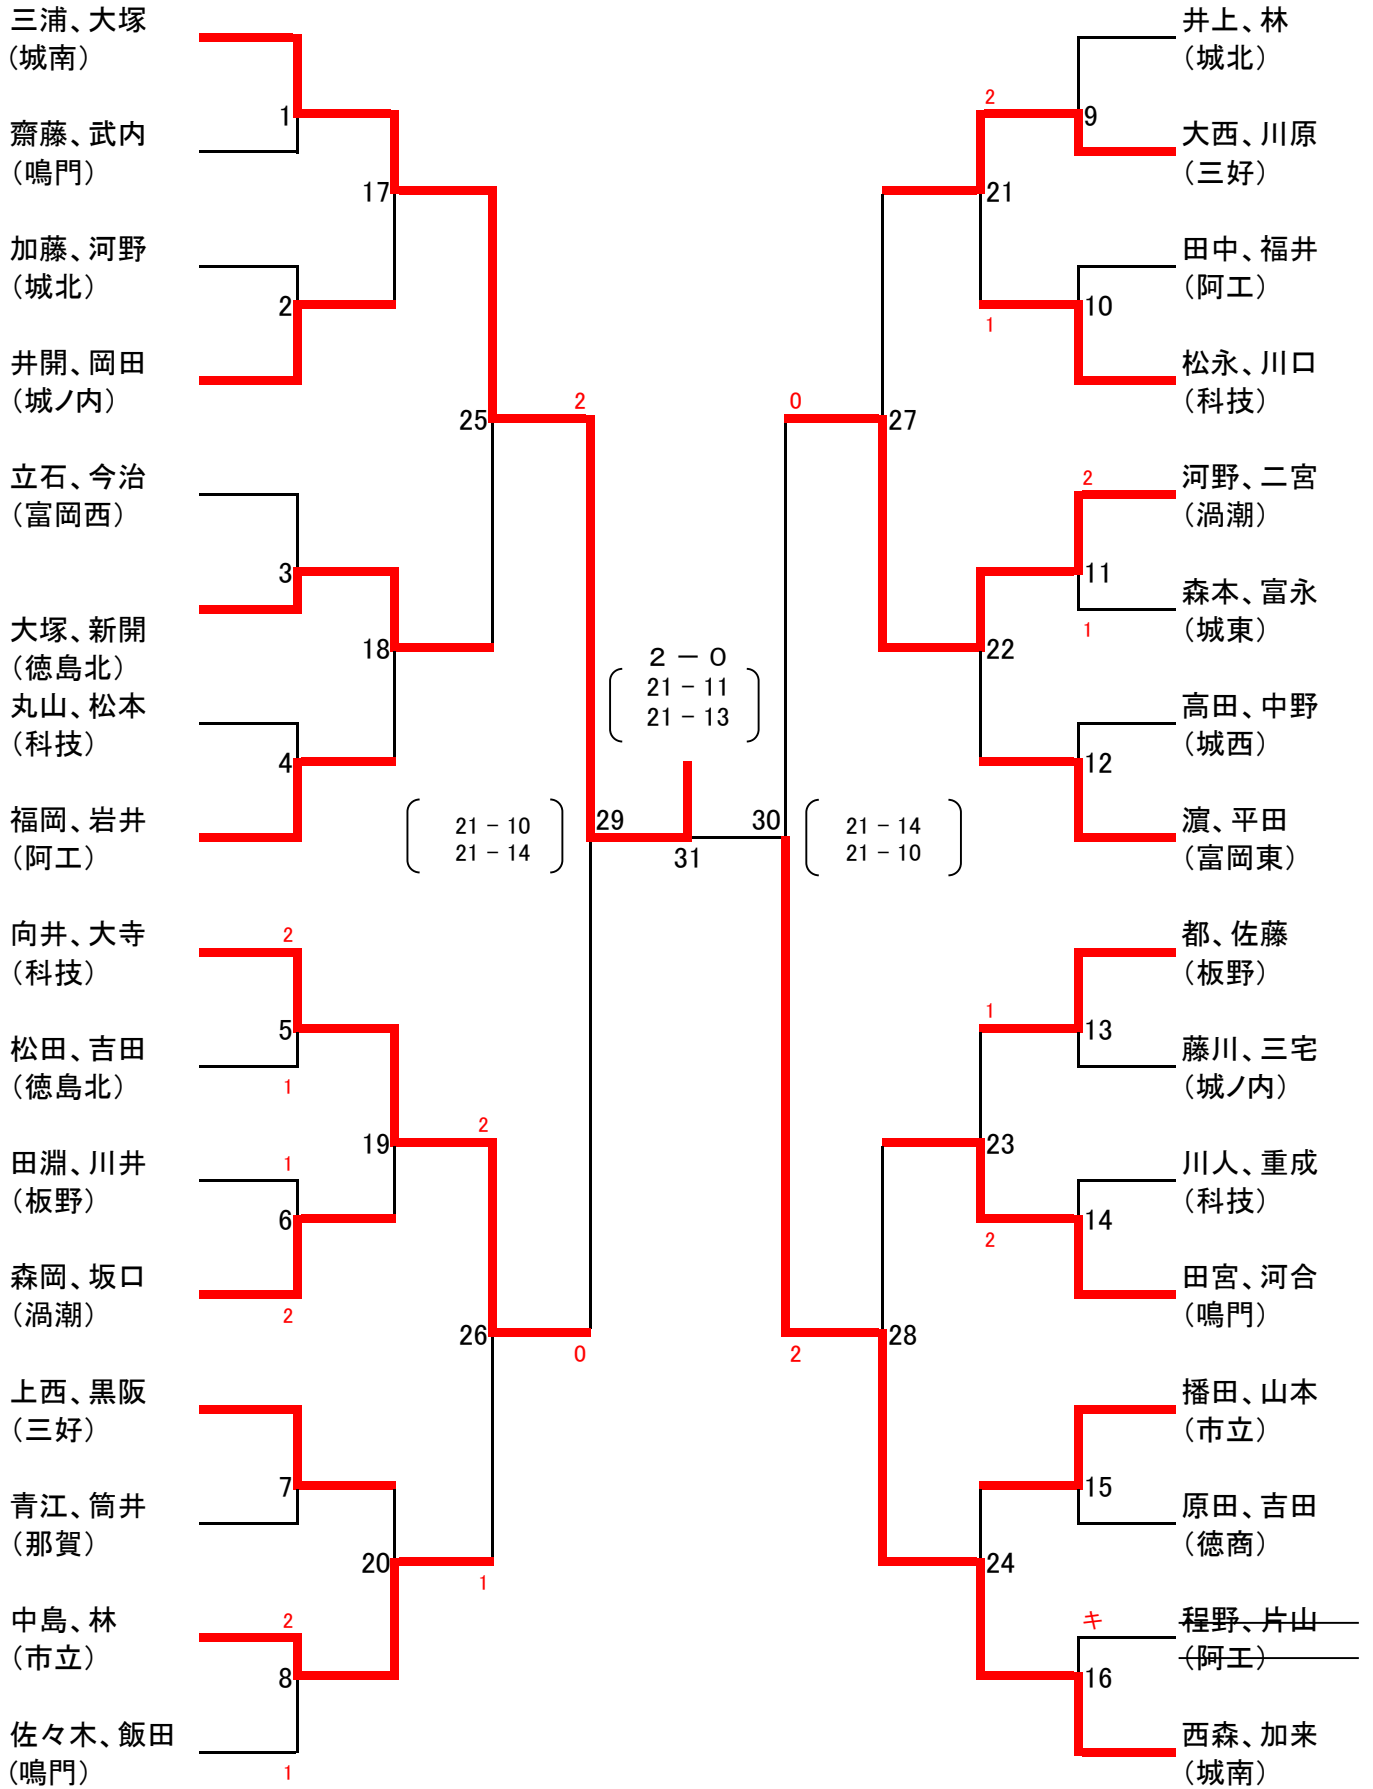 三浦、大塚
(城南)
1
齋藤、武内
(鳴門)
17
加藤、河野
(城北)
2
井開、岡田
(城ノ内)
25
2
立石、今治
(富岡西)
3
大塚、新開
(徳島北)
18
丸山、松本
(科技)
4
福岡、岩井
(阿工)
21 - 10
21 - 14
29
向井、大寺
(科技)
2
5
松田、吉田
(徳島北)
1
19
2
田淵、川井
(板野)
1
6
森岡、坂口
(渦潮)
2
26
0
上西、黒阪
(三好)
7
青江、筒井
(那賀)
20
1
中島、林
(市立)
2
8
佐々木、飯田
(鳴門)
1
2 - 0
21 - 11
21 - 13
31
井上、林
(城北)
2
9
大西、川原
(三好)
21
田中、福井
(阿工)
10
1
松永、川口
(科技)
0
27
河野、二宮
(渦潮)
2
11
森本、富永
(城東)
1
22
高田、中野
(城西)
12
濵、平田
(富岡東)
30
21 - 14
21 - 10
都、佐藤
(板野)
1
13
藤川、三宅
(城ノ内)
23
川人、重成
(科技)
14
2
田宮、河合
(鳴門)
28
2
播田、山本
(市立)
15
原田、吉田
(徳商)
24
キ
程野、片山
(阿工)
16
西森、加来
(城南)